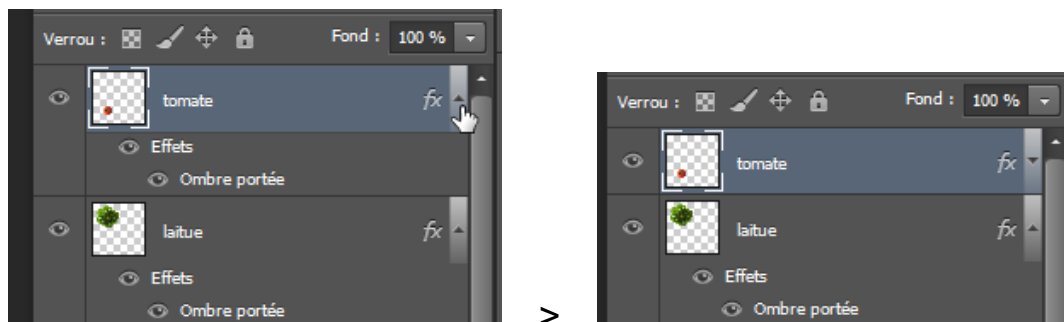 Verrou : Fond : 100 %
tomate fx
Effets
Ombre portée
laitue fx
Effets
Ombre portée
>
Verrou : Fond : 100 %
tomate fx
laitue fx
Effets
Ombre portée